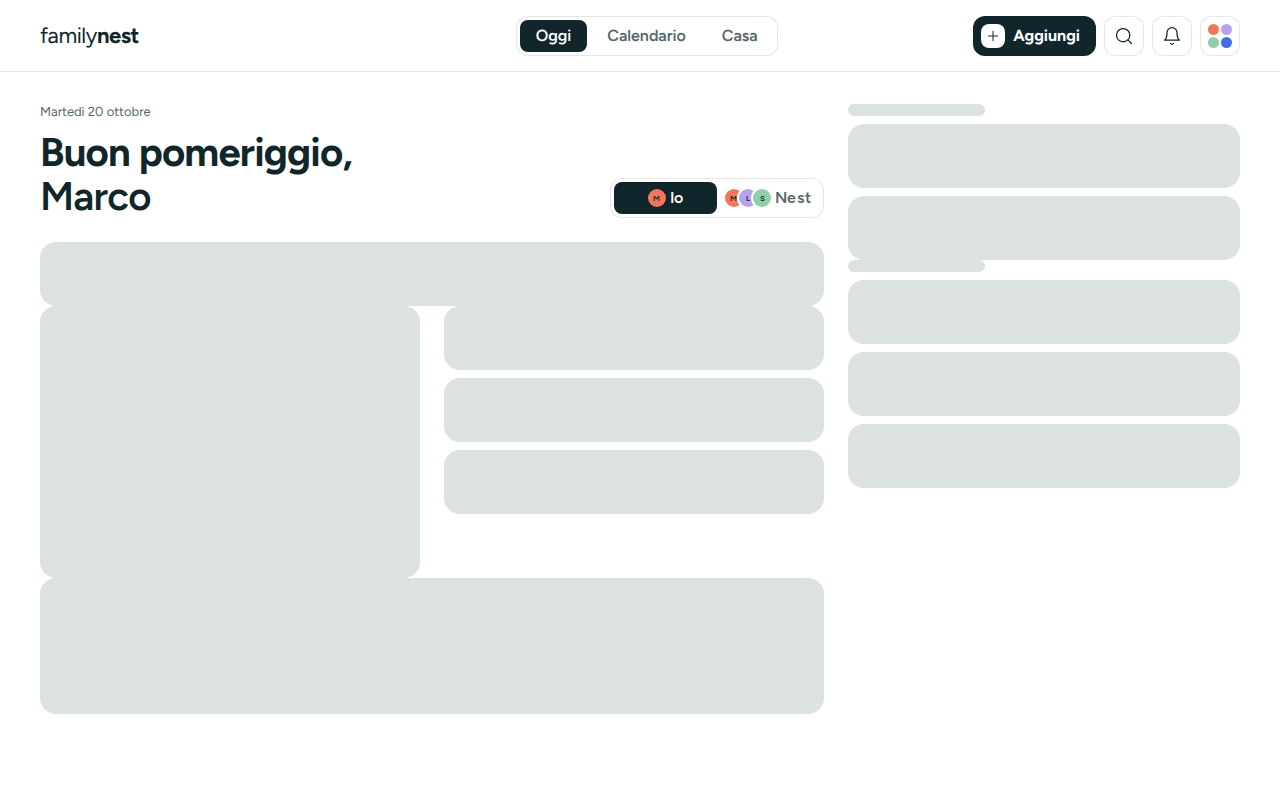 familynest
Oggi
Calendario
Casa
Aggiungi
Martedì 20 ottobre
Buon pomeriggio,
Marco
M Io
M L S Nest